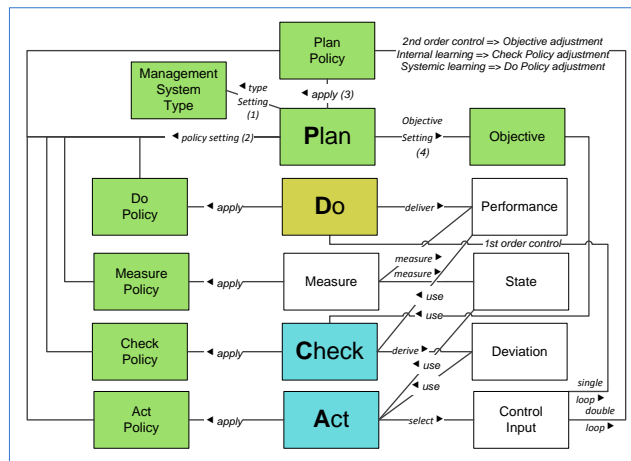 Plan
Policy
2nd order control => Objective adjustment
Internal learning => Check Policy adjustment
Systemic learning => Do Policy adjustment
Management
System
Type
◄ type
Setting
(1)
◄ apply (3)
◄ policy setting (2)
Plan
Objective
Setting ►
(4)
Objective
Do
Policy
◄ apply
Do
deliver ►
Performance
1st order control
Measure
Policy
◄ apply
Measure
measure ►
measure ►
State
◄ use
◄ use
Check
Policy
◄ apply
Check
derive ►
Deviation
◄ use
◄ use
single
loop ►
double
loop ►
Act
Policy
◄ apply
Act
select ►
Control
Input